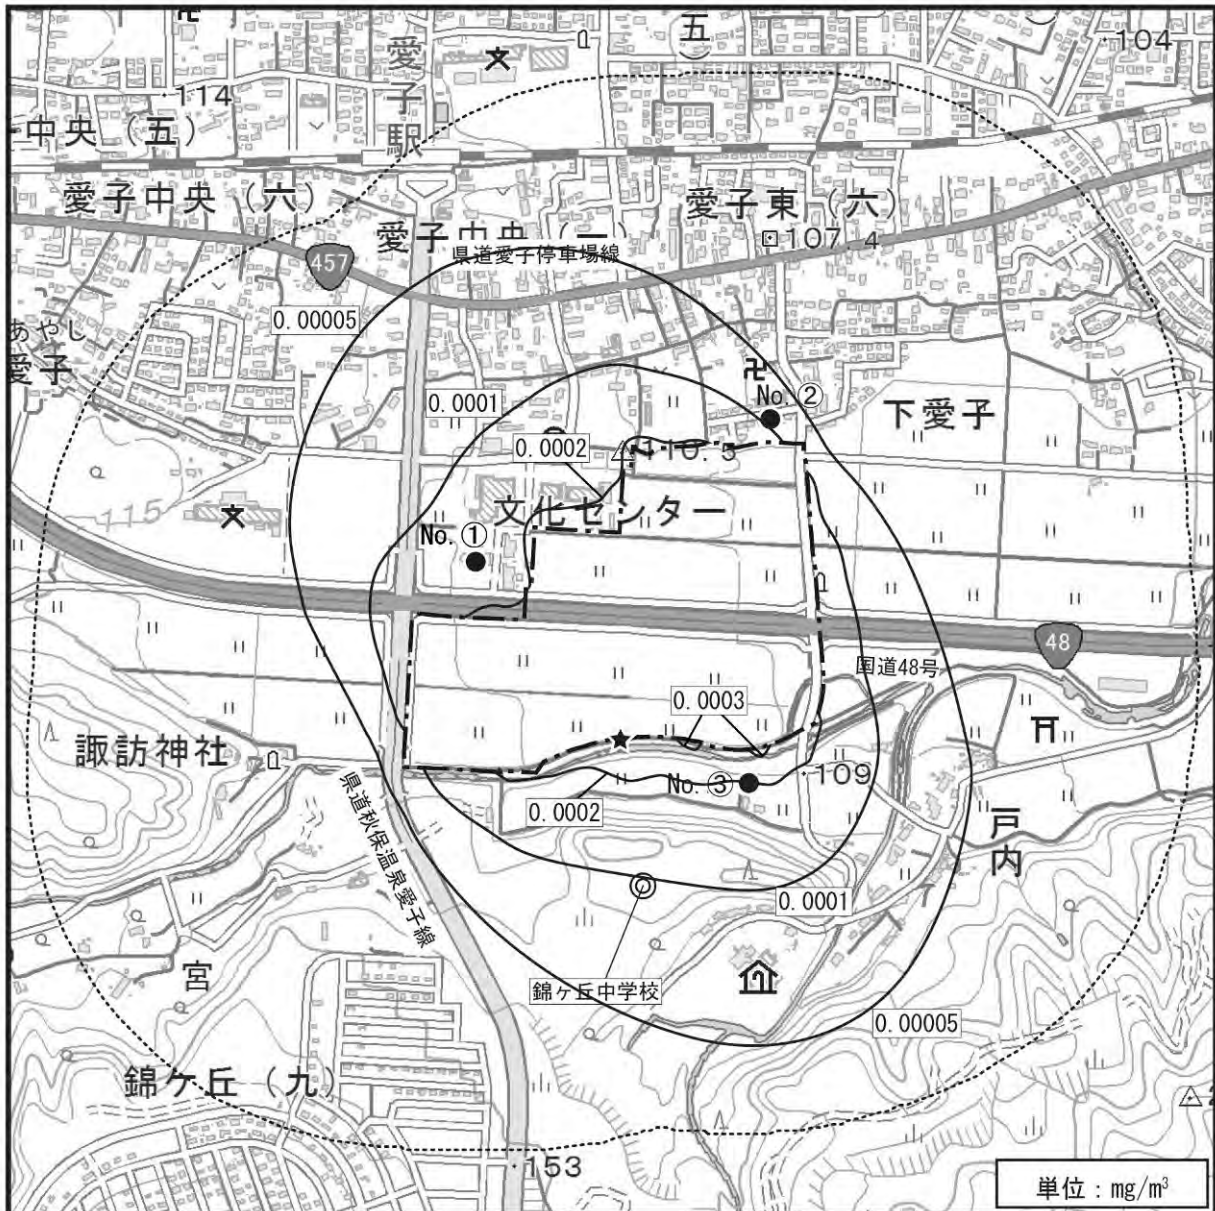 五
104
愛子駅
114
中央（五）
愛子中央（六）
愛子東（六）
愛子中央（一）
県道愛子停車場線
107.4
457
0.00005
あやし
愛子
0.0001
No.②
下愛子
0.0002
110.5
115
文化センター
No.①
48
国道48号
0.0003
諏訪神社
No.③
109
0.0002
県道秋保温泉愛子線
戸内
0.0001
宮
錦ヶ丘中学校
0.00005
錦ケ丘（九）
153
単位：mg/m³